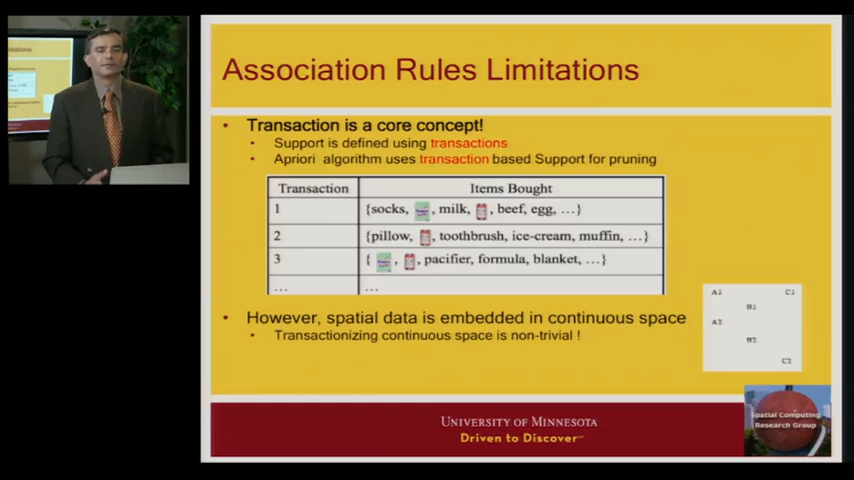 Association Rules Limitations
• Transaction is a core concept!
• Support is defined using transactions
• Apriori algorithm uses transaction based Support for pruning
Transaction Items Bought
1 {socks, , milk, , beef, egg, …}
2 {pillow, , toothbrush, ice-cream, muffin, …}
3 { , , pacifier, formula, blanket, …}
… …
• However, spatial data is embedded in continuous space
• Transactionizing continuous space is non-trivial !
A1 C1
B1
A2
B2
C2
UNIVERSITY OF MINNESOTA
Driven to Discover
Spatial Computing
Research Group